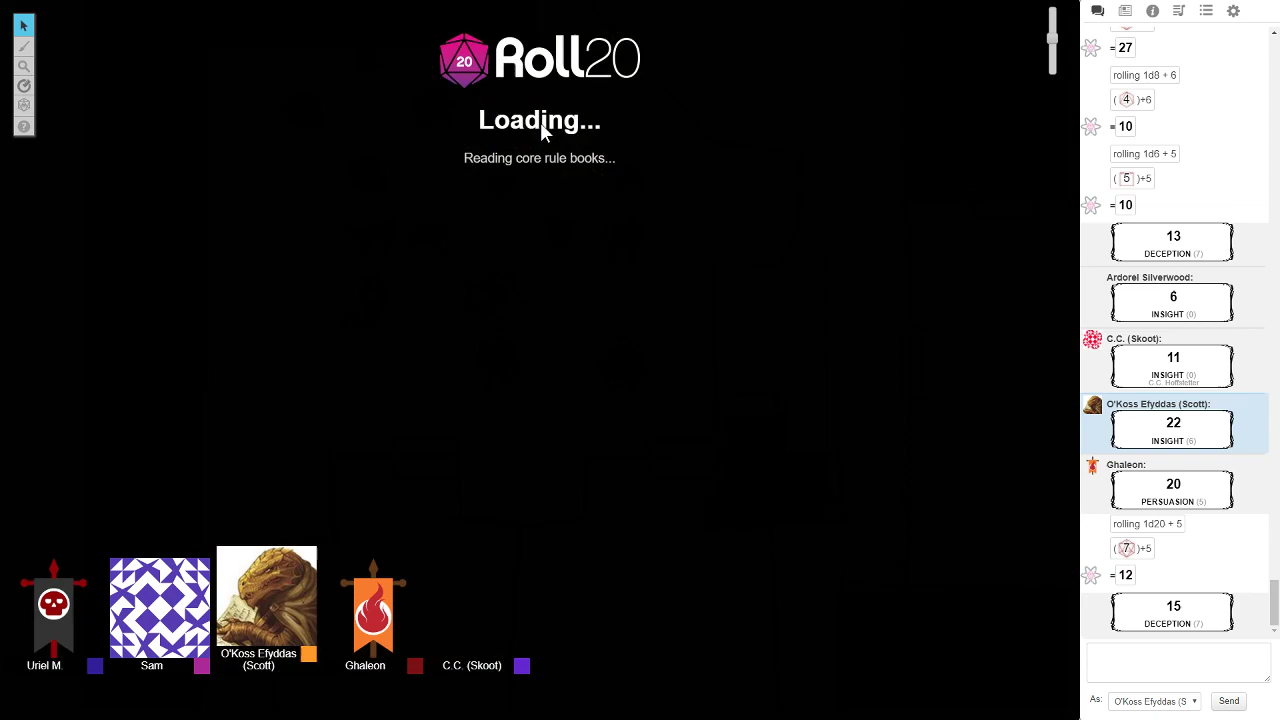 20 Roll20
Loading...
Reading core rule books...
Uriel M.
Sam
O'Koss Efyddas
(Scott)
Ghaleon
C.C. (Skoot)
=27
rolling 1d8 + 6
(4)+6
=10
rolling 1d6 + 5
(5)+5
=10
13
DECEPTION (7)
Ardorel Silverwood:
6
INSIGHT (0)
C.C. (Skoot):
11
INSIGHT (0)
C.C. Hoffstetter
O'Koss Efyddas (Scott):
22
INSIGHT (6)
Ghaleon:
20
PERSUASION (5)
rolling 1d20 + 5
(7)+5
=12
15
DECEPTION (7)
As: O'Koss Efyddas (S Send